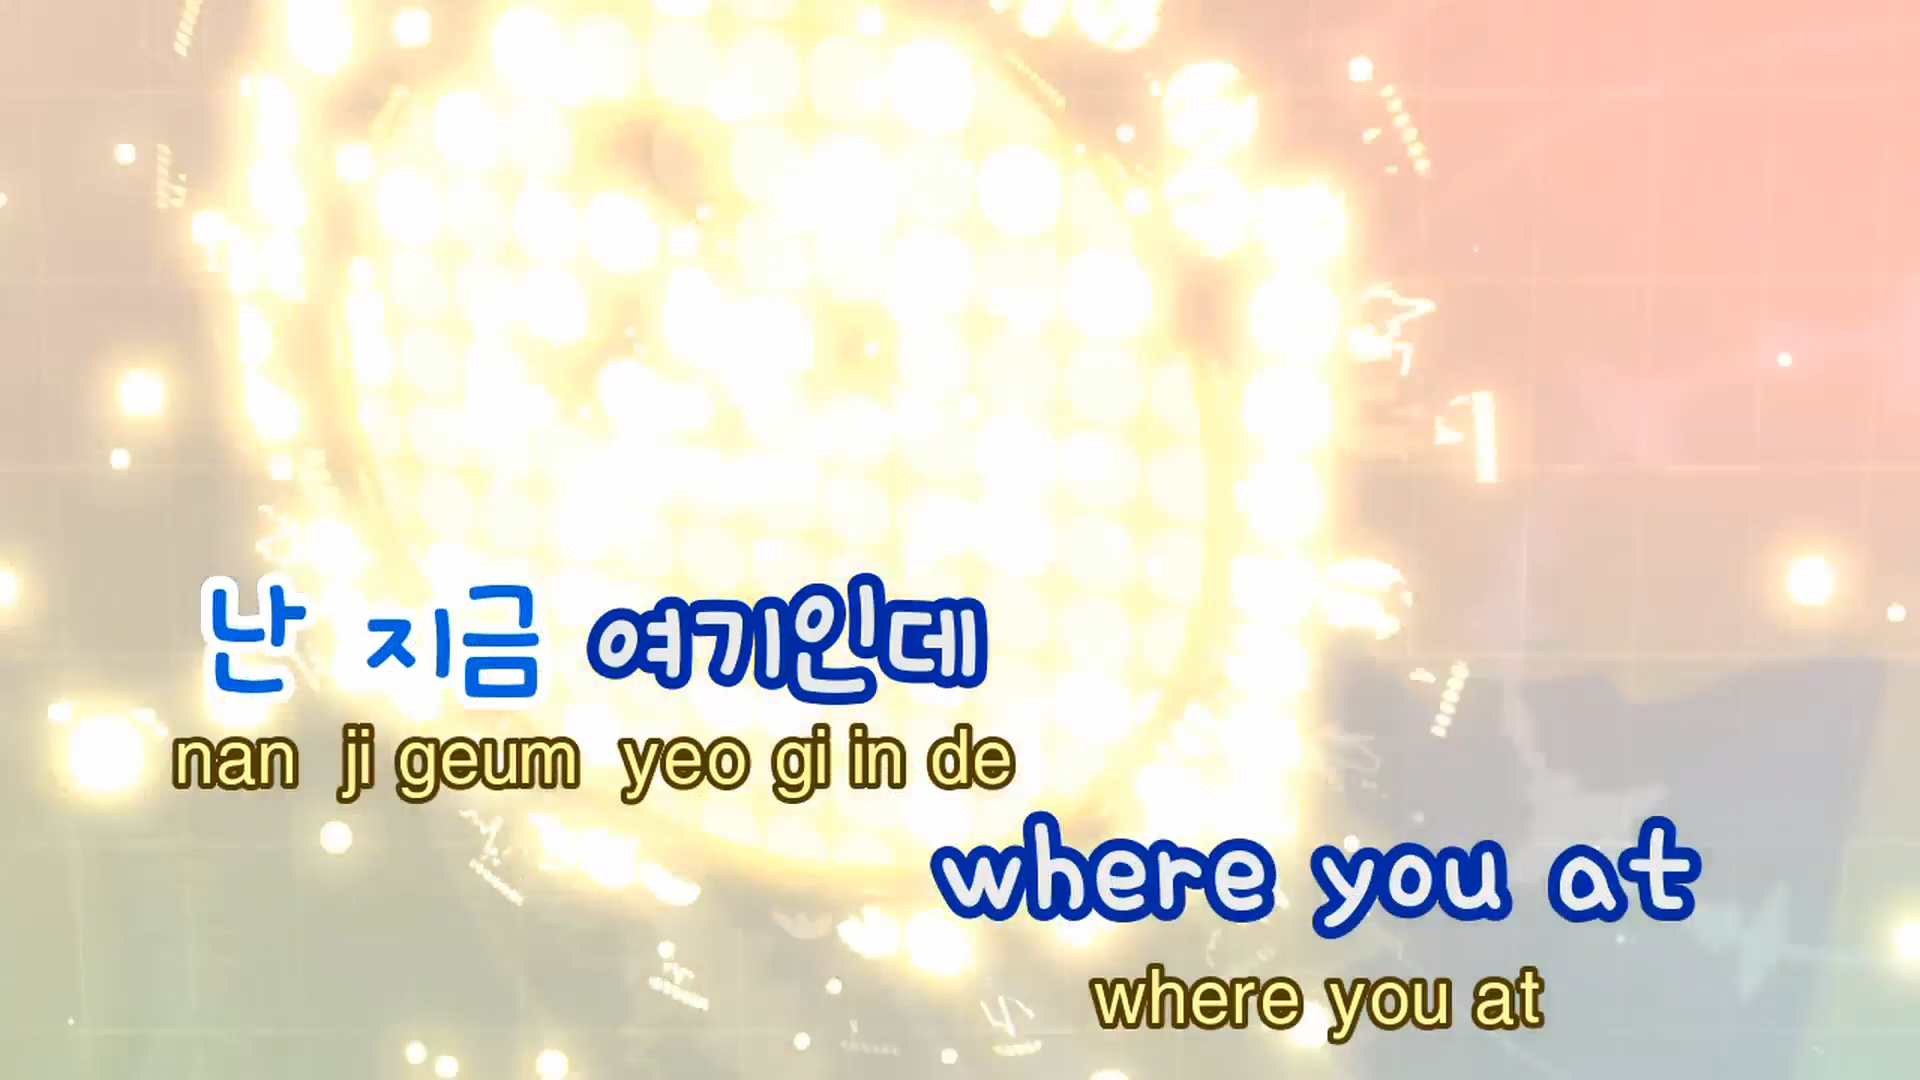 난 지금 여기인데
nan ji geum yeo gi in de
where you at
where you at